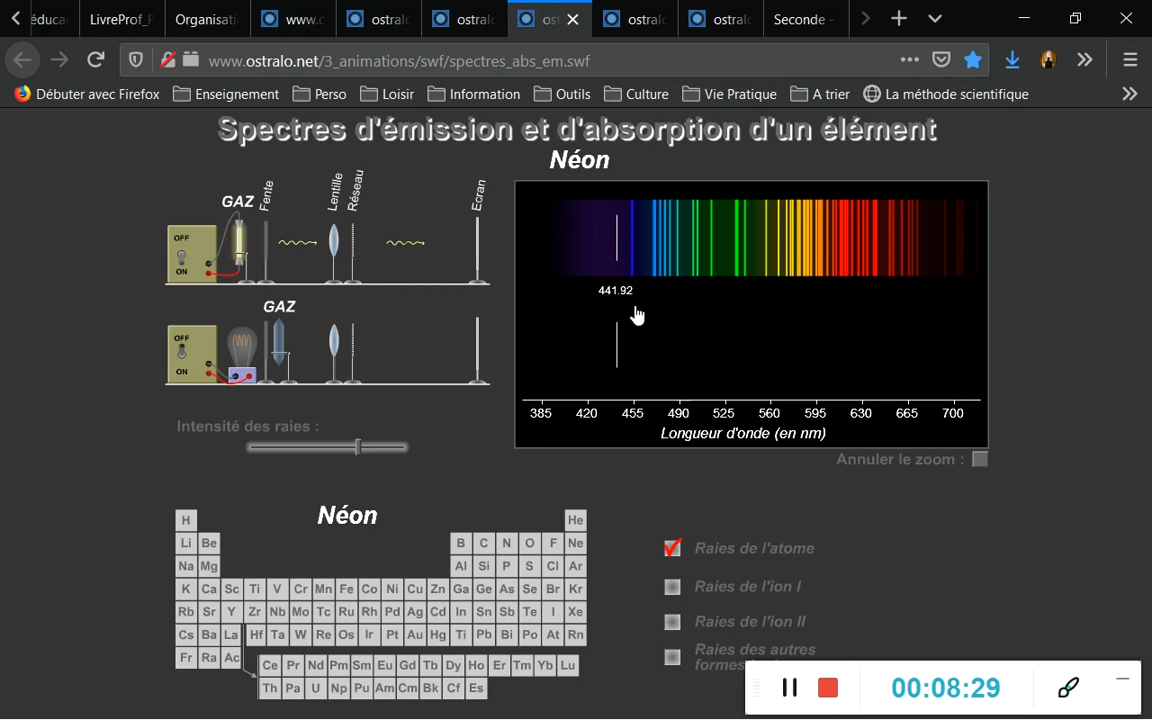 éduca LivreProf_F Organisati www.o ostralo ostralo os ostralo ostralo Seconde -
www.ostralo.net/3_animations/swf/spectres_abs_em.swf
Débuter avec Firefox Enseignement Perso Loisir Information Outils Culture Vie Pratique A trier La méthode scientifique
Spectres d'émission et d'absorption d'un élément
Néon
GAZ Fente Lentille Réseau Ecran
OFF
ON
441.92
GAZ
OFF
ON
385 420 455 490 525 560 595 630 665 700
Longueur d'onde (en nm)
Intensité des raies :
Annuler le zoom :
Néon
H He
Li Be B C N O F Ne
Na Mg Al Si P S Cl Ar
K Ca Sc Ti V Cr Mn Fe Co Ni Cu Zn Ga Ge As Se Br Kr
Rb Sr Y Zr Nb Mo Tc Ru Rh Pd Ag Cd In Sn Sb Te I Xe
Cs Ba La Hf Ta W Re Os Ir Pt Au Hg Ti Pb Bi Po At Rn
Fr Ra Ac
Ce Pr Nd Pm Sm Eu Gd Tb Dy Ho Er Tm Yb Lu
Th Pa U Np Pu Am Cm Bk Cf Es
Raies de l'atome
Raies de l'ion I
Raies de l'ion II
Raies des autres
formes
00:08:29